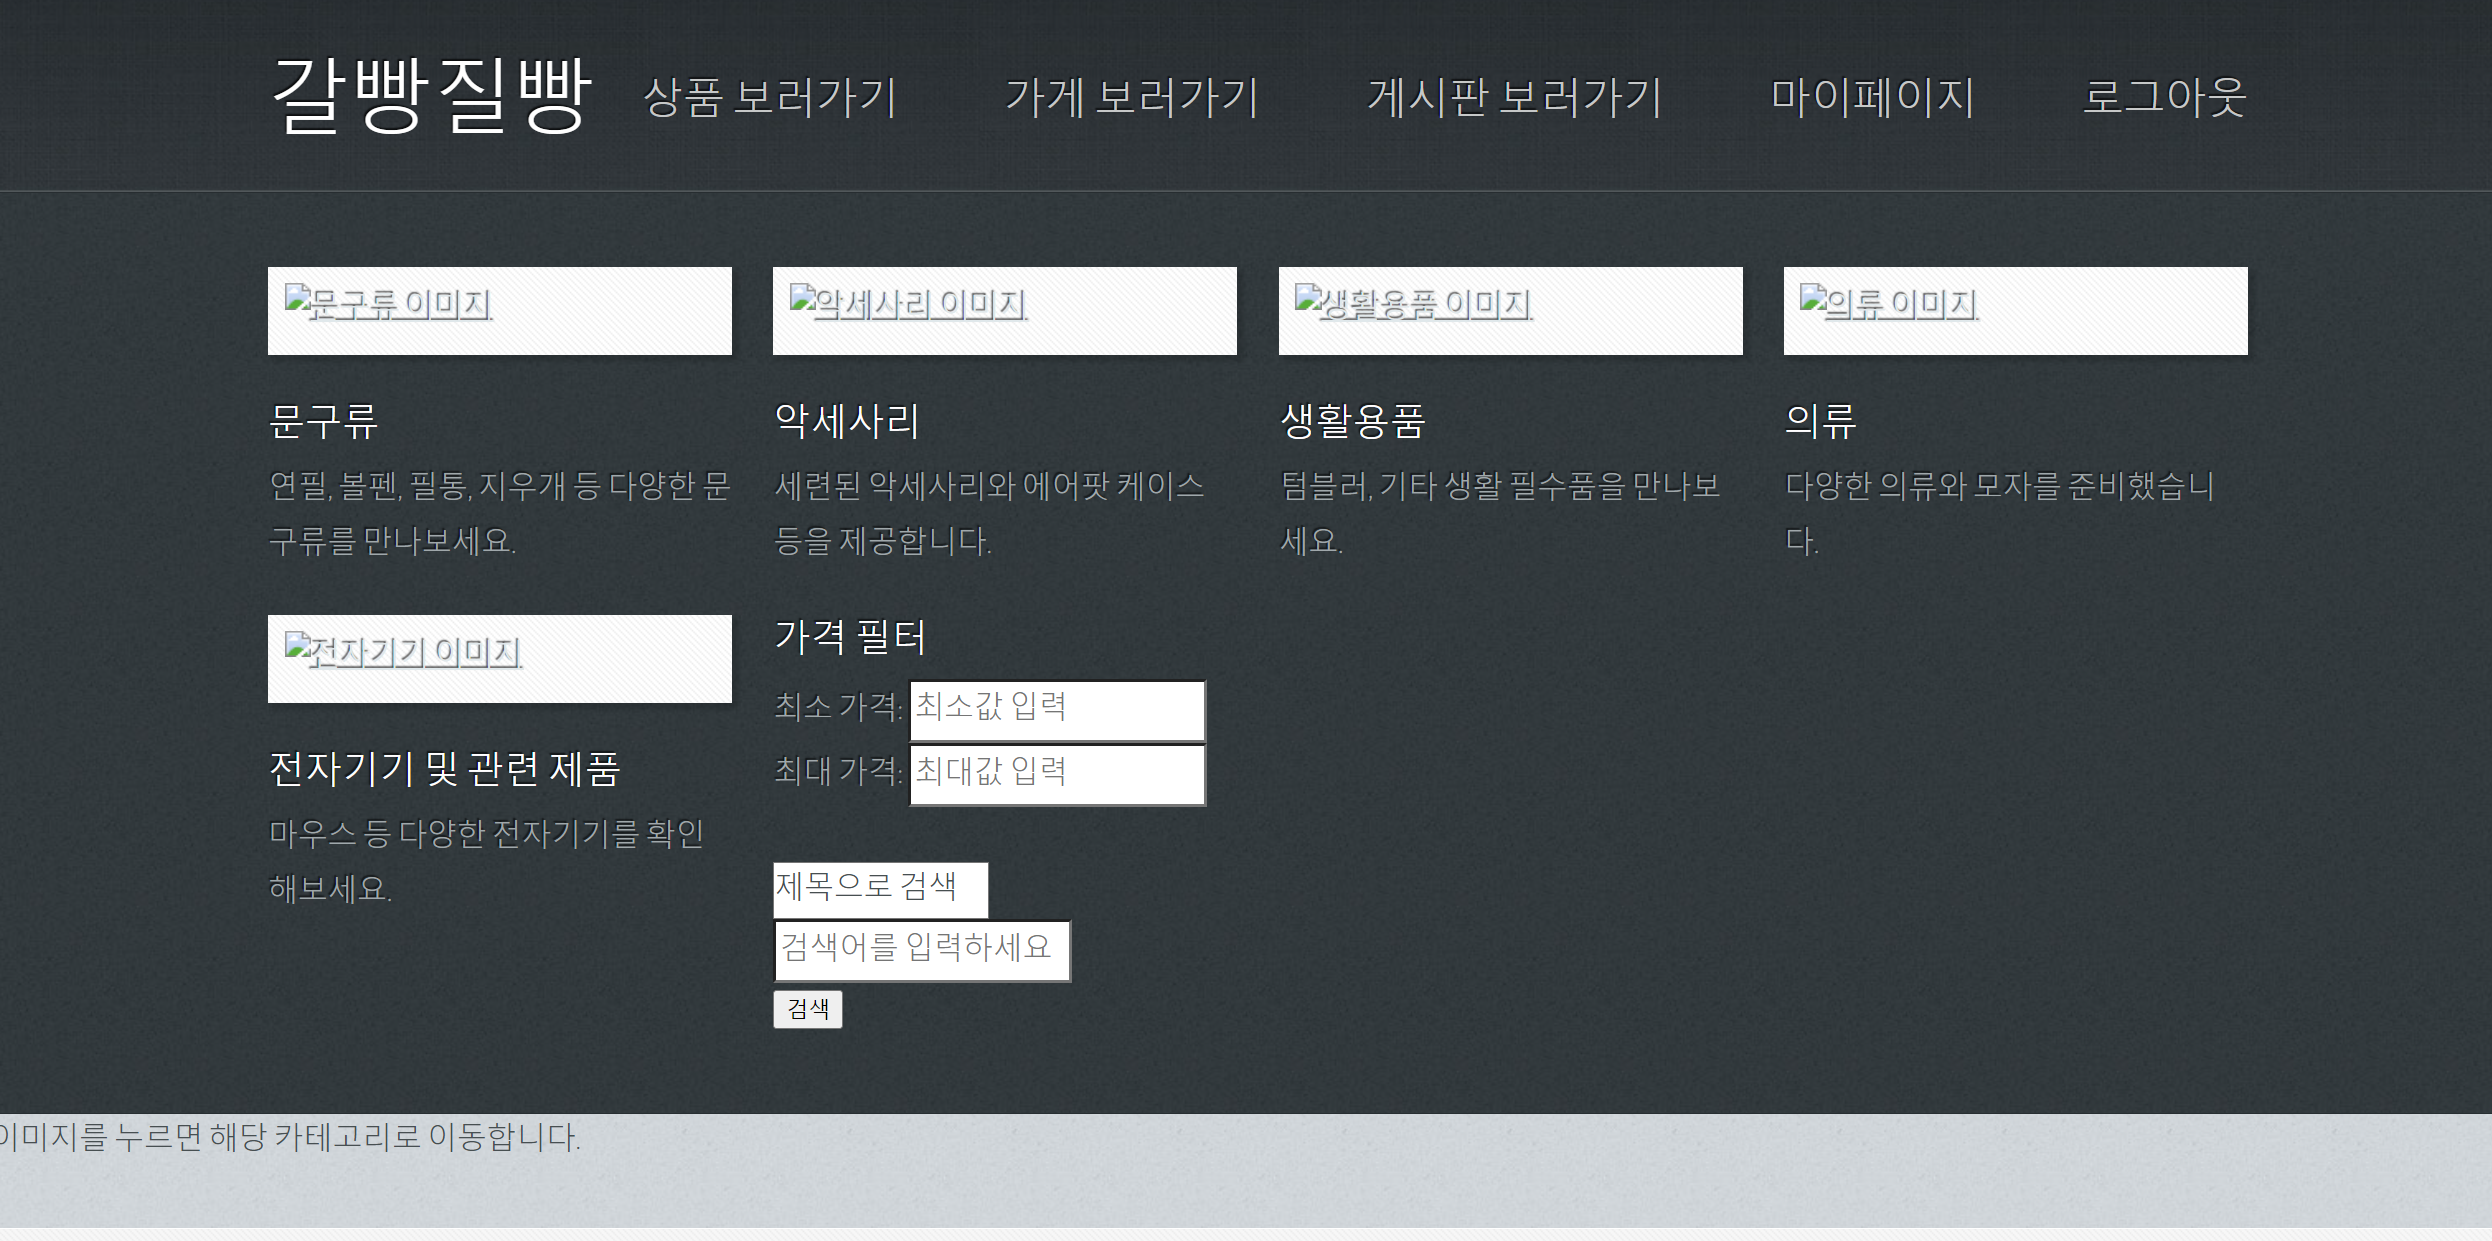 갈빵질빵
상품 보러가기
가게 보러가기
게시판 보러가기
마이페이지
로그아웃
문구류 이미지
악세사리 이미지
생활용품 이미지
의류 이미지
문구류
연필, 볼펜, 필통, 지우개 등 다양한 문
구류를 만나보세요.
악세사리
세련된 악세사리와 에어팟 케이스
등을 제공합니다.
생활용품
텀블러, 기타 생활 필수품을 만나보
세요.
의류
다양한 의류와 모자를 준비했습니
다.
전자기기 이미지
전자기기 및 관련 제품
마우스 등 다양한 전자기기를 확인
해보세요.
가격 필터
최소 가격: 최소값 입력
최대 가격: 최대값 입력
제목으로 검색
검색어를 입력하세요
검색
이미지를 누르면 해당 카테고리로 이동합니다.